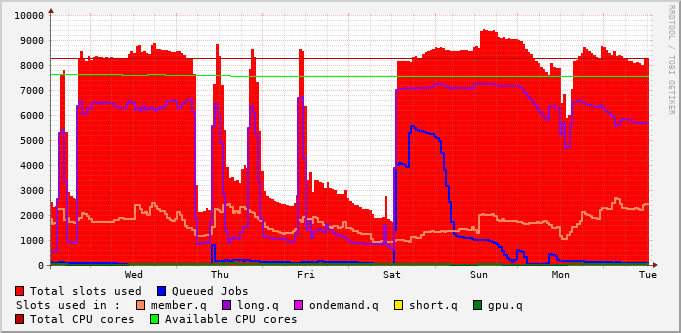 10000
9000
8000
7000
6000
5000
4000
3000
2000
1000
0
Wed Thu Fri Sat Sun Mon Tue
RRDTOOL / TOBI OETIKER
Total slots used Queued Jobs
Slots used in : member.q long.q ondemand.q short.q gpu.q
Total CPU cores Available CPU cores